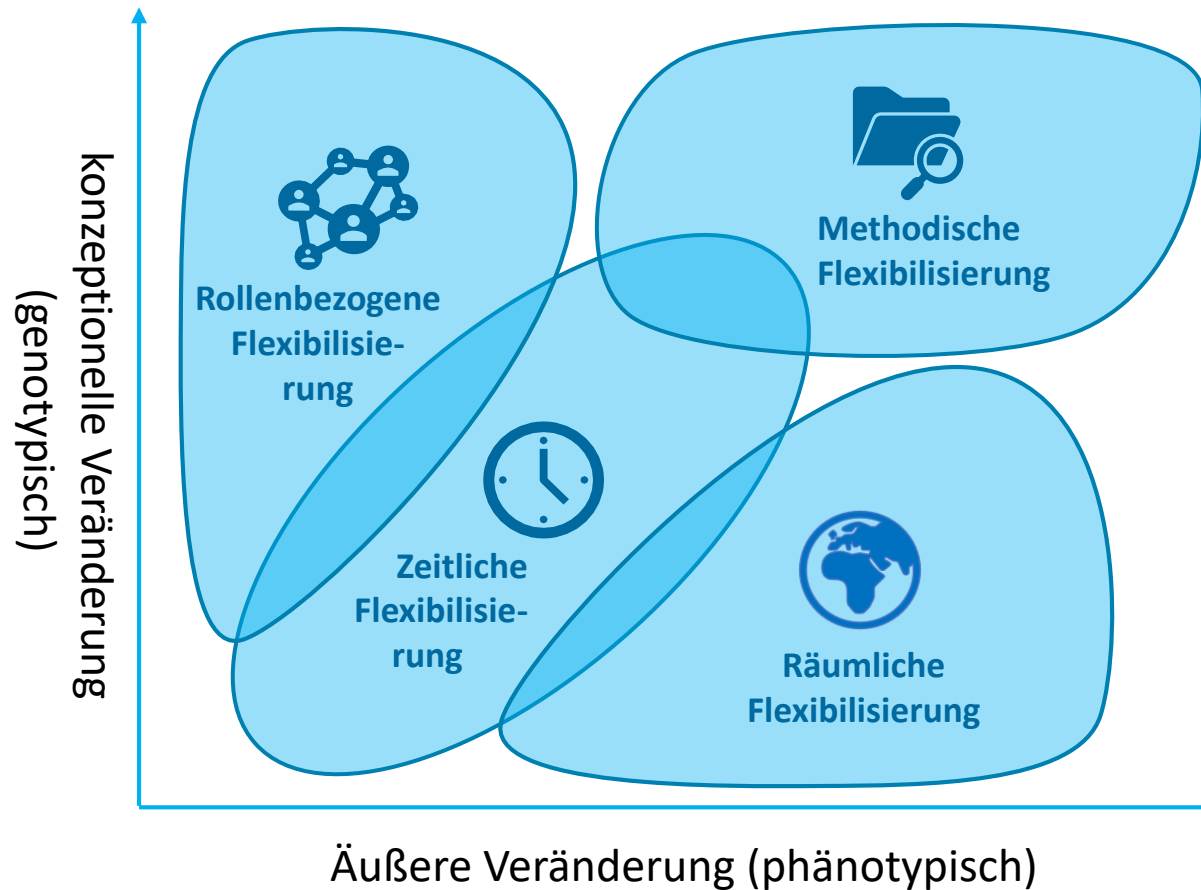 konzeptionelle Veränderung
(genotypisch)
Rollenbezogene
Flexibilisie-
rung
Methodische
Flexibilisierung
Zeitliche
Flexibilisie-
rung
Räumliche
Flexibilisierung
Äußere Veränderung (phänotypisch)